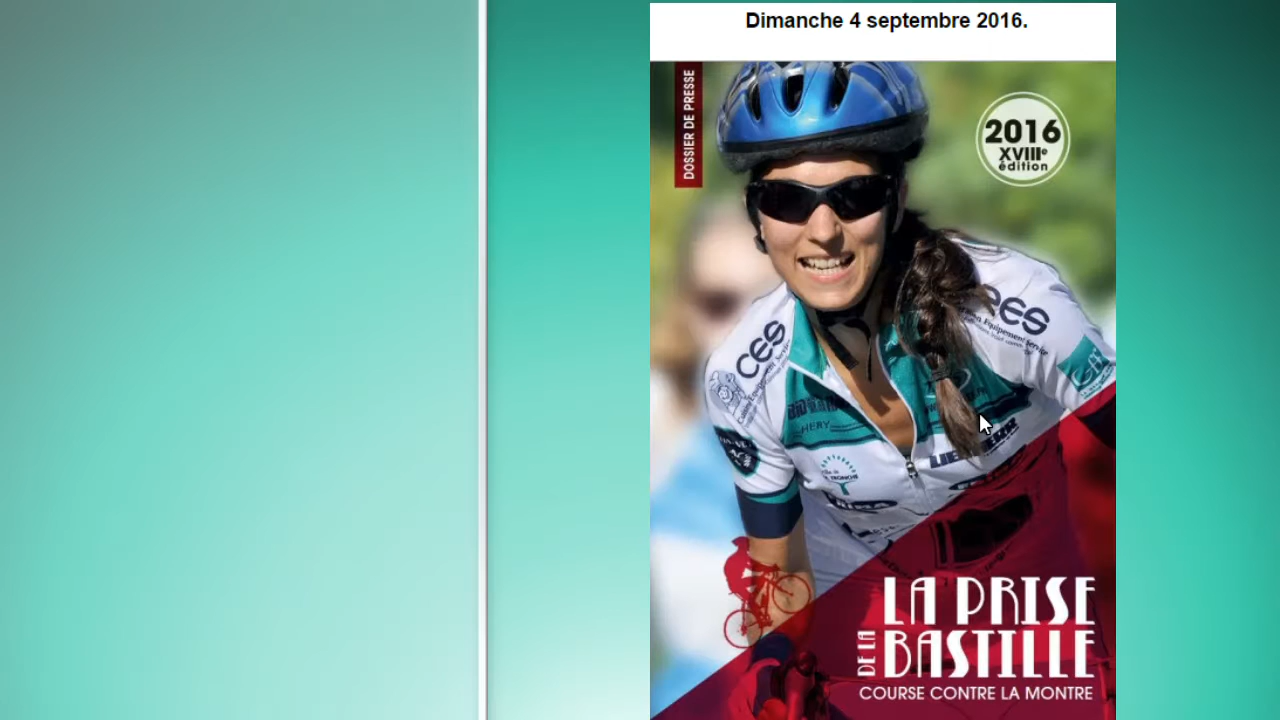 Dimanche 4 septembre 2016.
DOSSIER DE PRESSE
2016
XVIIIe
édition
CES
CES
LA PRISE
DE LA
BASTILLE
COURSE CONTRE LA MONTRE